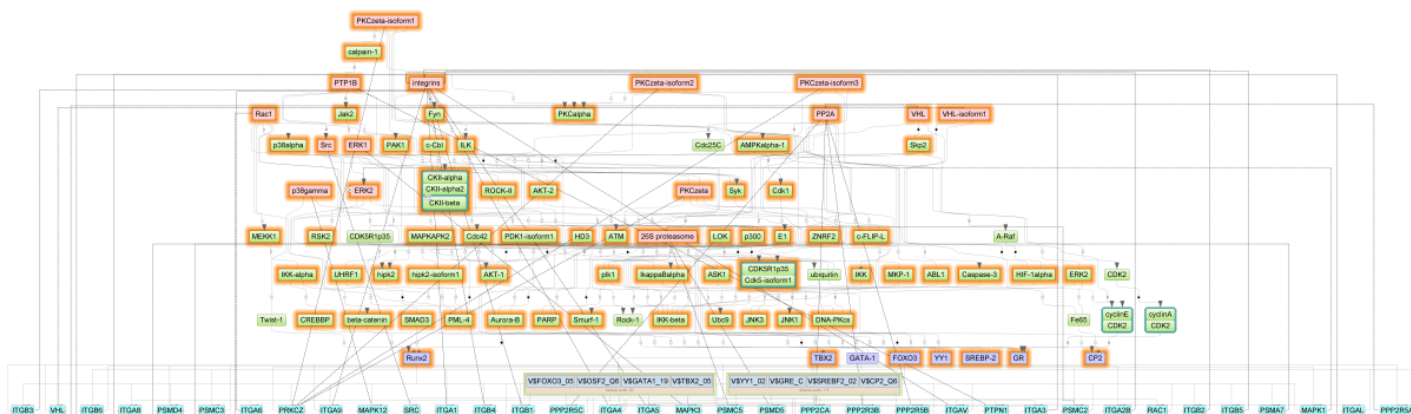 PKCzeta-isoform1
calpain-1
PTP1B integrins PKCzeta-isoform2 PKCzeta-isoform3
Rac1 Jak2 Fyn PKCalpha PP2A VHL VHL-isoform1
p38alpha Src ERK1 PAK1 c-Cbl ILK Cdc25C AMPKalpha-1 Skp2
CKII-alpha
p38gamma ERK2 CKII-alpha2 ROCK-II AKT-2 PKCzeta Syk Cdk1
CKII-beta
MEKK1 RSK2 CDK5R1p35 MAPKAPK2 Cdc42 PDK1-isoform1 HD3 ATM 26S proteasome LOK p300 E1 ZNRF2 c-FLIP-L A-Raf
CDK5R1p35
IKK-alpha UHRF1 hipk2 hipk2-isoform1 AKT-1 plk1 IkappaBalpha ASK1 ubiquitin IKK MKP-1 ABL1 Caspase-3 HIF-1alpha ERK2 CDK2
Cdk5-isoform1
cyclinE cyclinA
Twist-1 CREBBP beta-catenin SMAD3 PML-4 Aurora-B PARP Smurf-1 Rock-1 IKK-beta Ubc9 JNK3 JNK1 DNA-PKcs Fe65
CDK2 CDK2
Runx2 TBX2 GATA-1 FOXO3 YY1 SREBP-2 GR CP2
V$FOXO3_05 V$OSF2_Q6 V$GATA1_19 V$TBX2_05 V$YY1_02 V$GRE_C V$SREBF2_02 V$CP2_Q6
ITGB3 VHL ITGB6 ITGA8 PSMD4 PSMC3 ITGA6 PRKCZ ITGA9 MAPK12 SRC ITGA1 ITGB4 ITGB1 PPP2R5C ITGA4 ITGA5 MAPK3 PSMC5 PSMD5 PPP2CA PPP2R3B PPP2R5B ITGAV PTPN1 ITGA3 PSMC2 ITGA2B RAC1 ITGB2 ITGB5 PSMA7 MAPK1 ITGAL PPP2R5A